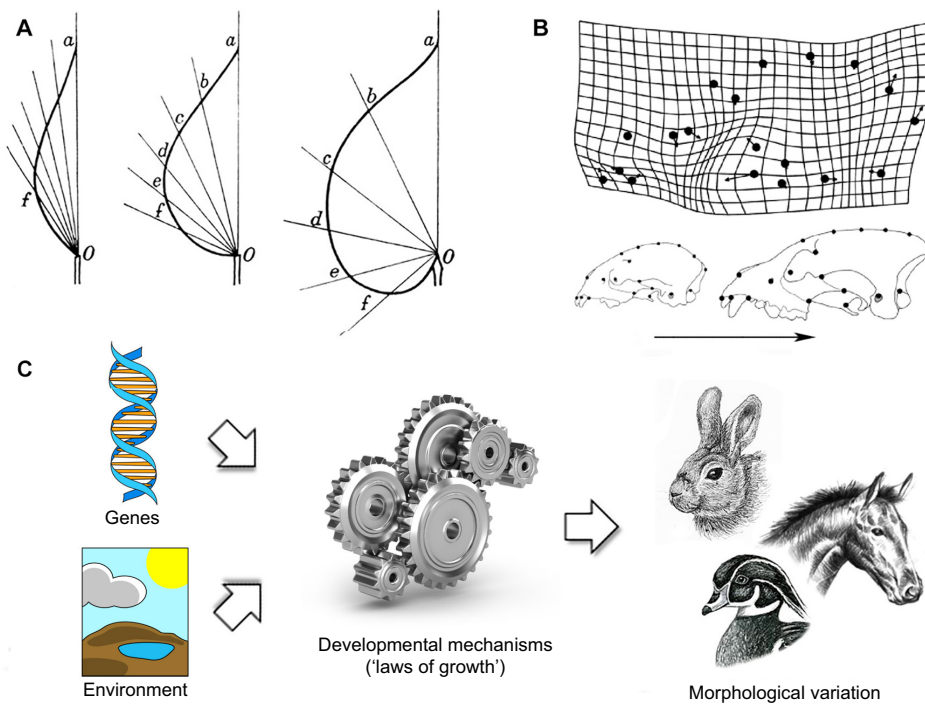 A
a
f
O
a
b
c
d
e
f
O
a
b
c
d
e
f
O
B
C
Genes
Environment
Developmental mechanisms
(‘laws of growth’)
Morphological variation